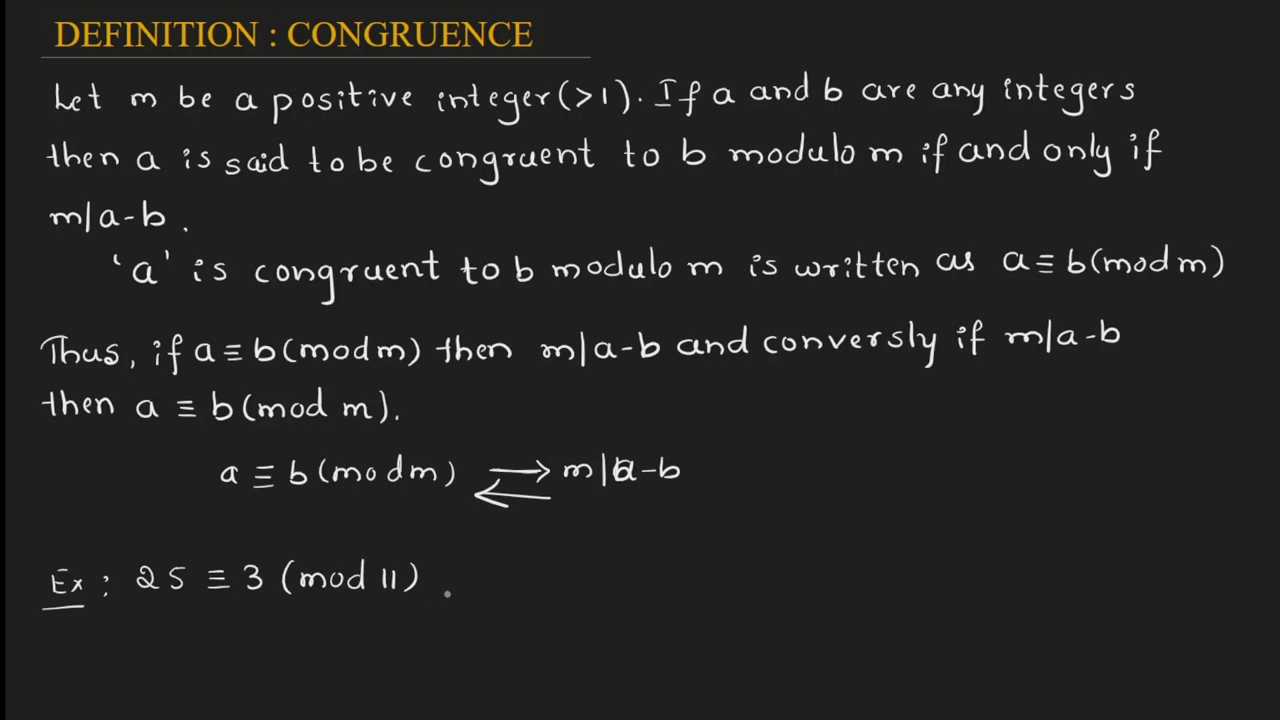 DEFINITION : CONGRUENCE
Let m be a positive integer(>1). If a and b are any integers
then a is said to be congruent to b modulo m if and only if
m|a-b.
'a' is congruent to b modulo m is written as a≡b(mod m)
Thus, if a≡b(mod m) then m|a-b and conversly if m|a-b
then a ≡ b(mod m).
a ≡ b(mod m) ⇄ m|a-b
Ex: 25 ≡ 3 (mod 11)